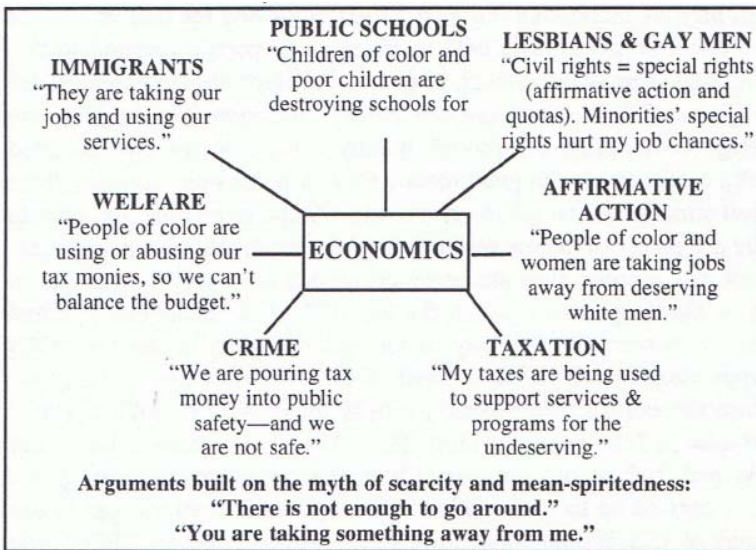 PUBLIC SCHOOLS
“Children of color and
poor children are
destroying schools for
LESBIANS & GAY MEN
“Civil rights = special rights
(affirmative action and
quotas). Minorities’ special
rights hurt my job chances.”
IMMIGRANTS
“They are taking our
jobs and using our
services.”
WELFARE
“People of color are
using or abusing our
tax monies, so we can’t
balance the budget.”
ECONOMICS
AFFIRMATIVE
ACTION
“People of color and
women are taking jobs
away from deserving
white men.”
CRIME
“We are pouring tax
money into public
safety—and we
are not safe.”
TAXATION
“My taxes are being used
to support services &
programs for the
undeserving.”
Arguments built on the myth of scarcity and mean-spiritedness:
“There is not enough to go around.”
“You are taking something away from me.”